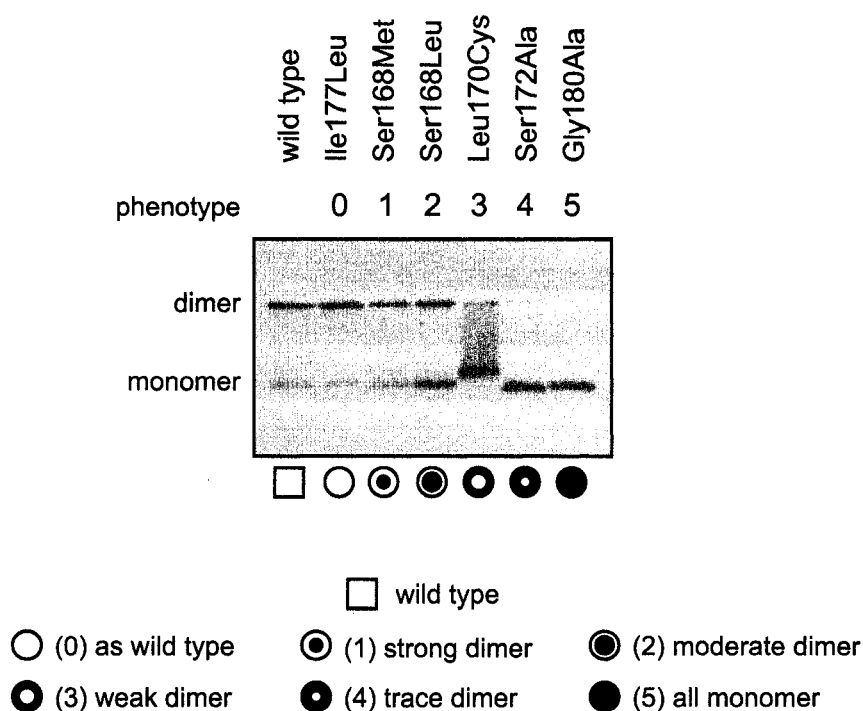 wild type
Ile177Leu
Ser168Met
Ser168Leu
Leu170Cys
Ser172Ala
Gly180Ala
phenotype 0 1 2 3 4 5
dimer
monomer
wild type
(0) as wild type (1) strong dimer (2) moderate dimer
(3) weak dimer (4) trace dimer (5) all monomer